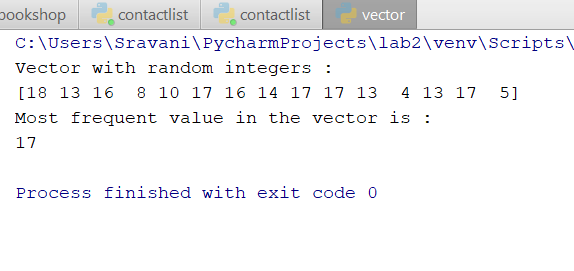 bookshop contactlist contactlist vector
C:\Users\Sravani\PycharmProjects\lab2\venv\Scripts\
Vector with random integers :
[18 13 16  8 10 17 16 14 17 17 13  4 13 17  5]
Most frequent value in the vector is :
17
Process finished with exit code 0